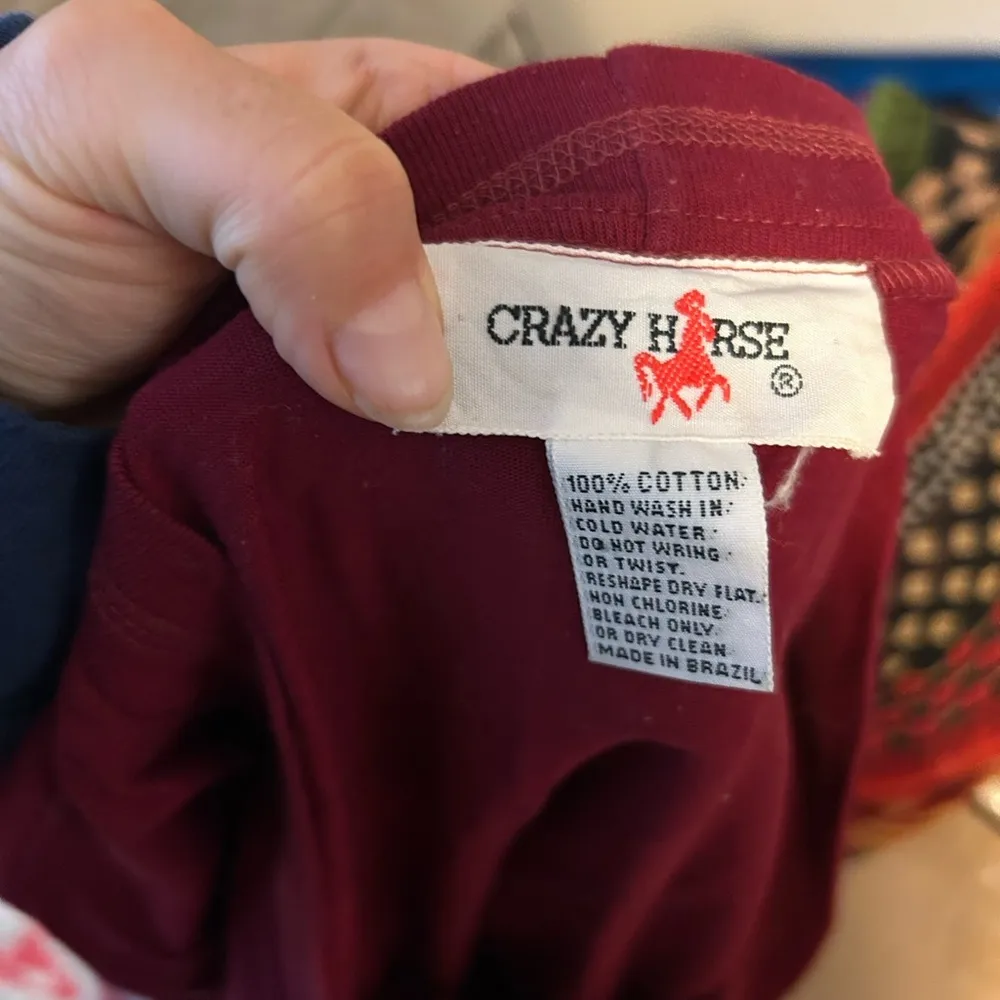 CRAZY HORSE
®
100% COTTON
HAND WASH IN
COLD WATER
DO NOT WRING
OR TWIST.
RESHAPE DRY FLAT.
NON CHLORINE
BLEACH ONLY
OR DRY CLEAN
MADE IN BRAZIL